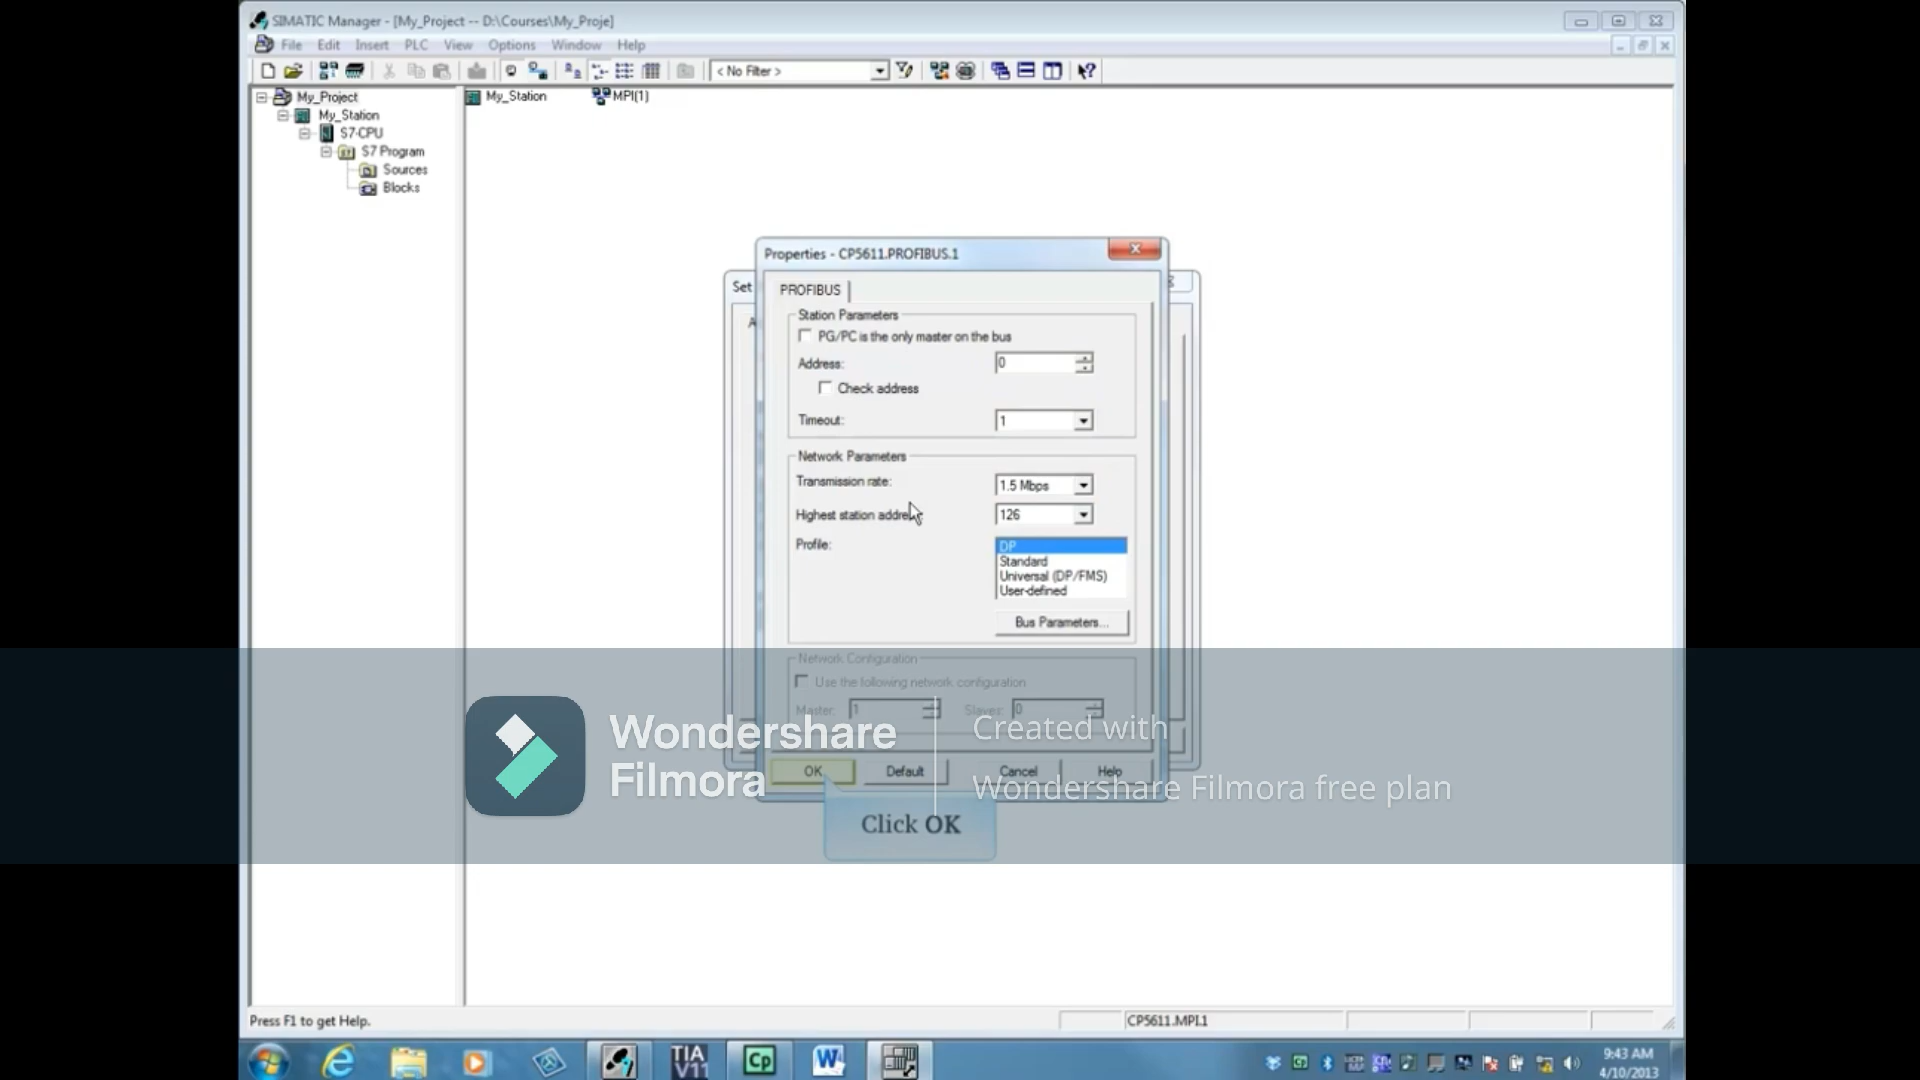 SIMATIC Manager - [My_Project -- D:\Courses\My_Proje]
File Edit Insert PLC View Options Window Help
< No Filter >
My_Project
My_Station
S7-CPU
S7 Program
Sources
Blocks
My_Station MPI(1)
Set
Properties - CP5611.PROFIBUS.1
PROFIBUS
Station Parameters
PG/PC is the only master on the bus
Address: 0
Check address
Timeout: 1
Network Parameters
Transmission rate: 1.5 Mbps
Highest station address 126
Profile: DP
Standard
Universal (DP/FMS)
User-defined
Bus Parameters...
Network Configuration
Use the following network configuration
Master: 1 Slaves: 0
OK Default Cancel Help
Click OK
Wondershare
Filmora
Created with
Wondershare Filmora free plan
Press F1 to get Help.
CP5611.MPI.1
TIA
V11
Cp
W
9:43 AM
4/10/2013